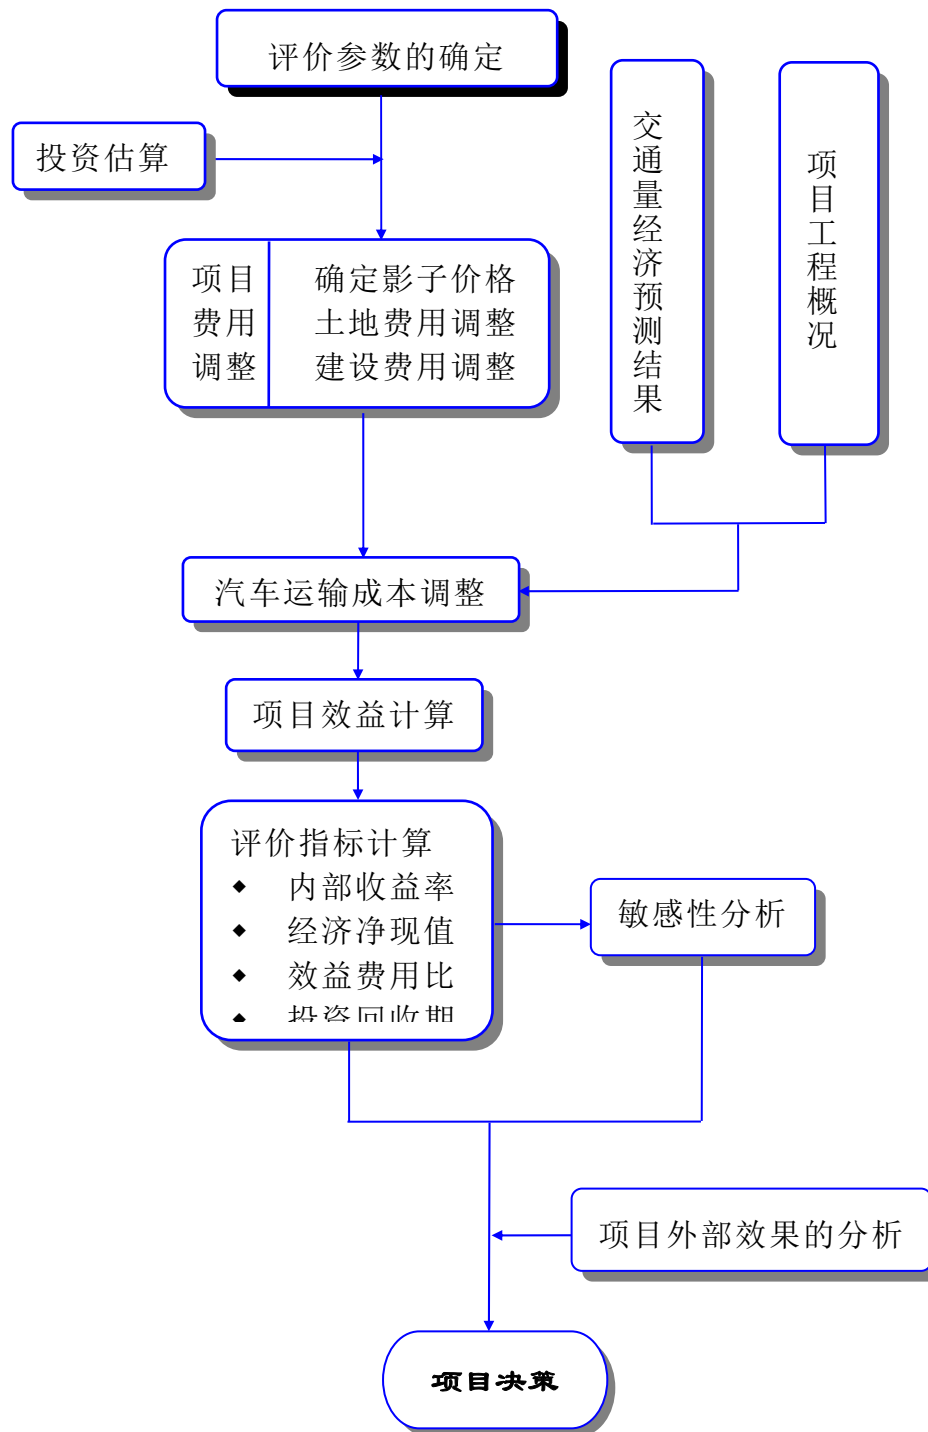 评价参数的确定
投资估算
交通量经济预测结果
项目工程概况
项目
费用
调整
确定影子价格
土地费用调整
建设费用调整
汽车运输成本调整
项目效益计算
评价指标计算
◆ 内部收益率
◆ 经济净现值
◆ 效益费用比
◆ 投资回收期
敏感性分析
项目外部效果的分析
项目决策